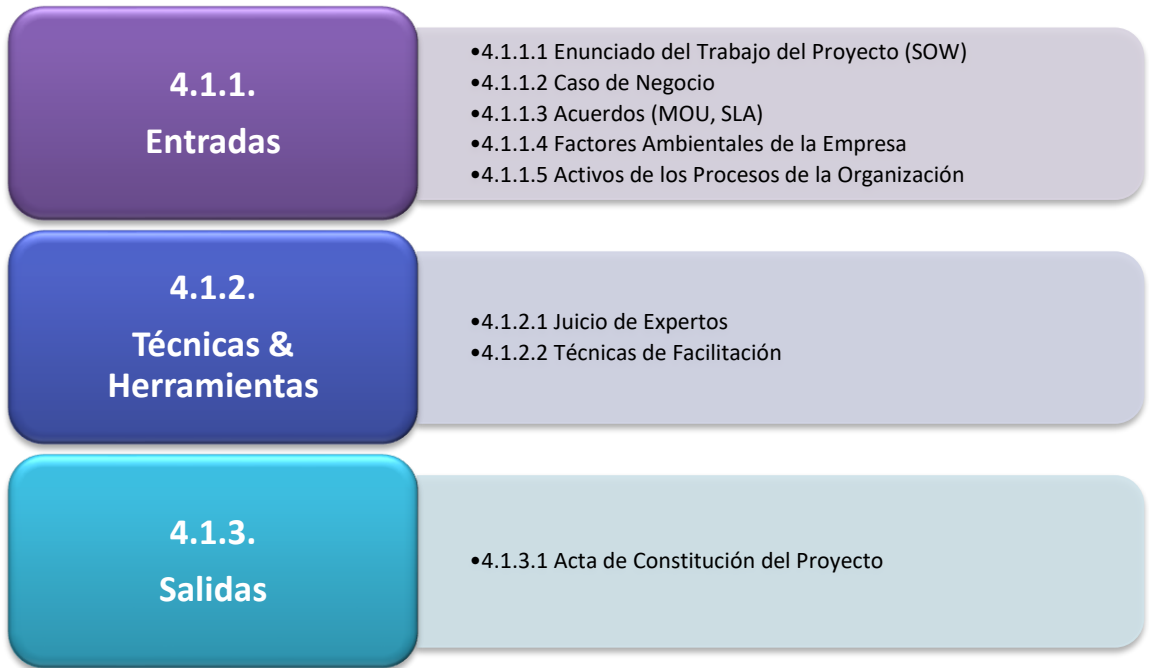 4.1.1.
Entradas
•4.1.1.1 Enunciado del Trabajo del Proyecto (SOW)
•4.1.1.2 Caso de Negocio
•4.1.1.3 Acuerdos (MOU, SLA)
•4.1.1.4 Factores Ambientales de la Empresa
•4.1.1.5 Activos de los Procesos de la Organización
4.1.2.
Técnicas &
Herramientas
•4.1.2.1 Juicio de Expertos
•4.1.2.2 Técnicas de Facilitación
4.1.3.
Salidas
•4.1.3.1 Acta de Constitución del Proyecto